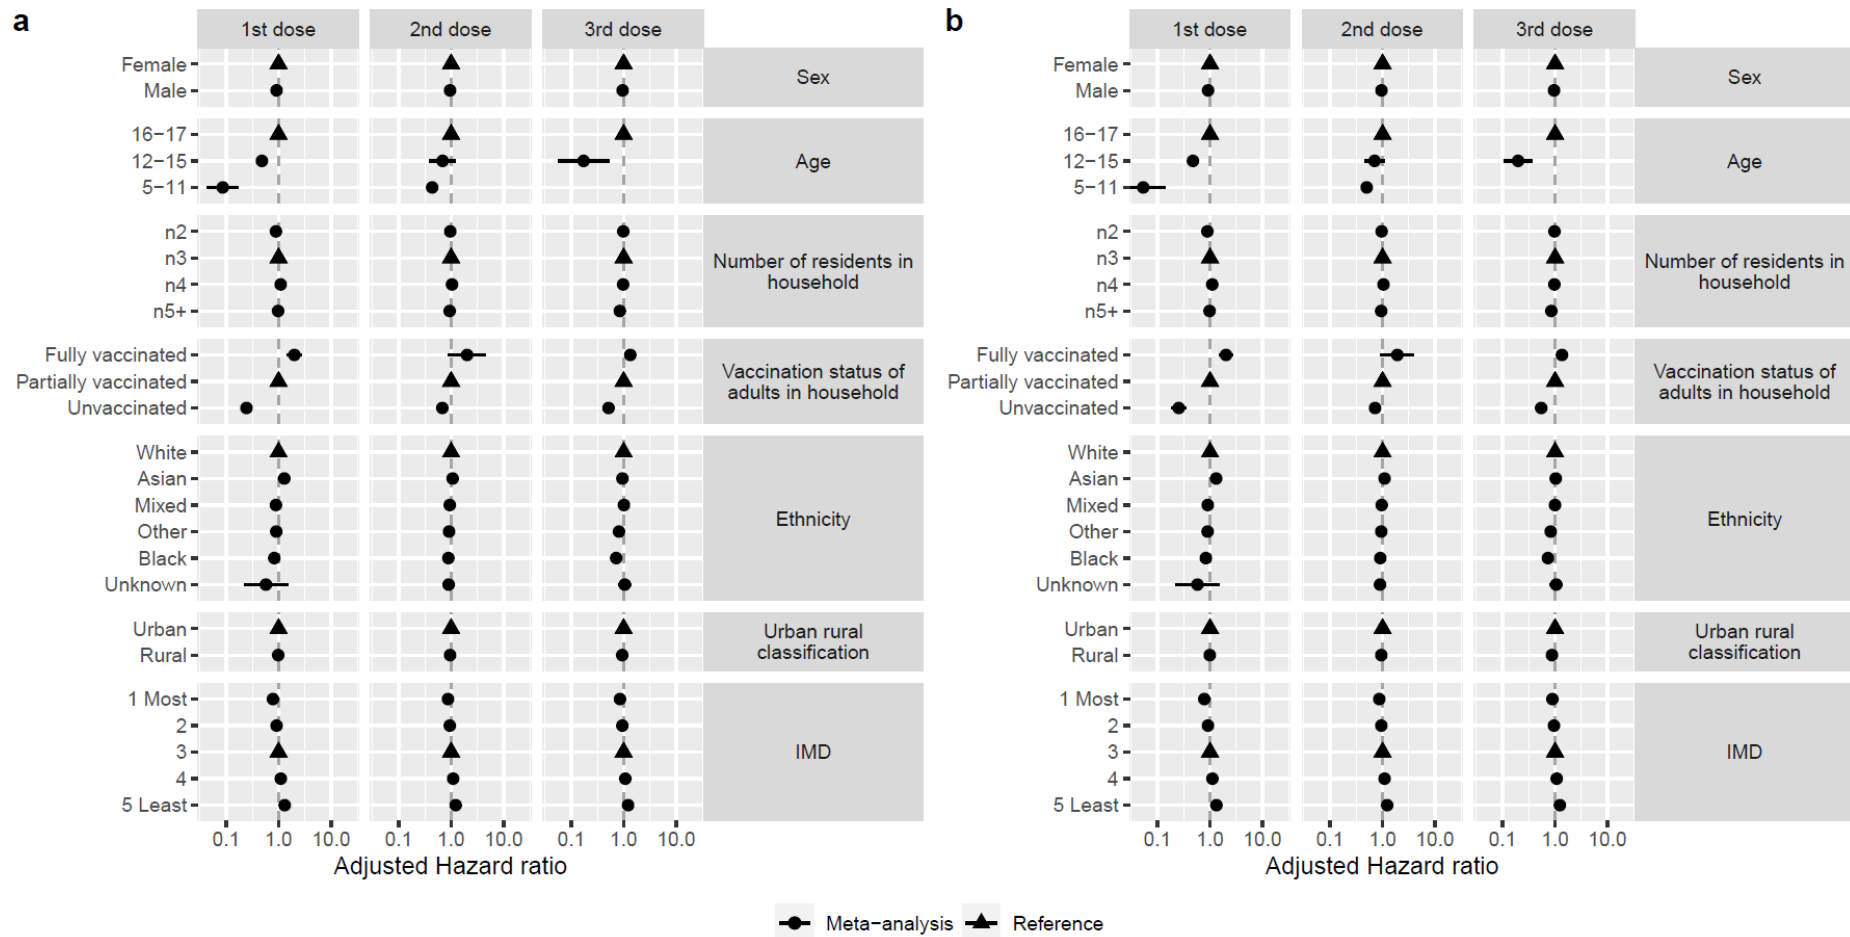 a
1st dose
2nd dose
3rd dose
Female
Male
Sex
16−17
12−15
5−11
Age
n2
n3
n4
n5+
Number of residents in
household
Fully vaccinated
Partially vaccinated
Unvaccinated
Vaccination status of
adults in household
White
Asian
Mixed
Other
Black
Unknown
Ethnicity
Urban
Rural
Urban rural
classification
1 Most
2
3
4
5 Least
IMD
0.1 1.0 10.0 0.1 1.0 10.0 0.1 1.0 10.0
Adjusted Hazard ratio
b
1st dose
2nd dose
3rd dose
Female
Male
Sex
16−17
12−15
5−11
Age
n2
n3
n4
n5+
Number of residents in
household
Fully vaccinated
Partially vaccinated
Unvaccinated
Vaccination status of
adults in household
White
Asian
Mixed
Other
Black
Unknown
Ethnicity
Urban
Rural
Urban rural
classification
1 Most
2
3
4
5 Least
IMD
0.1 1.0 10.0 0.1 1.0 10.0 0.1 1.0 10.0
Adjusted Hazard ratio
Meta−analysis Reference